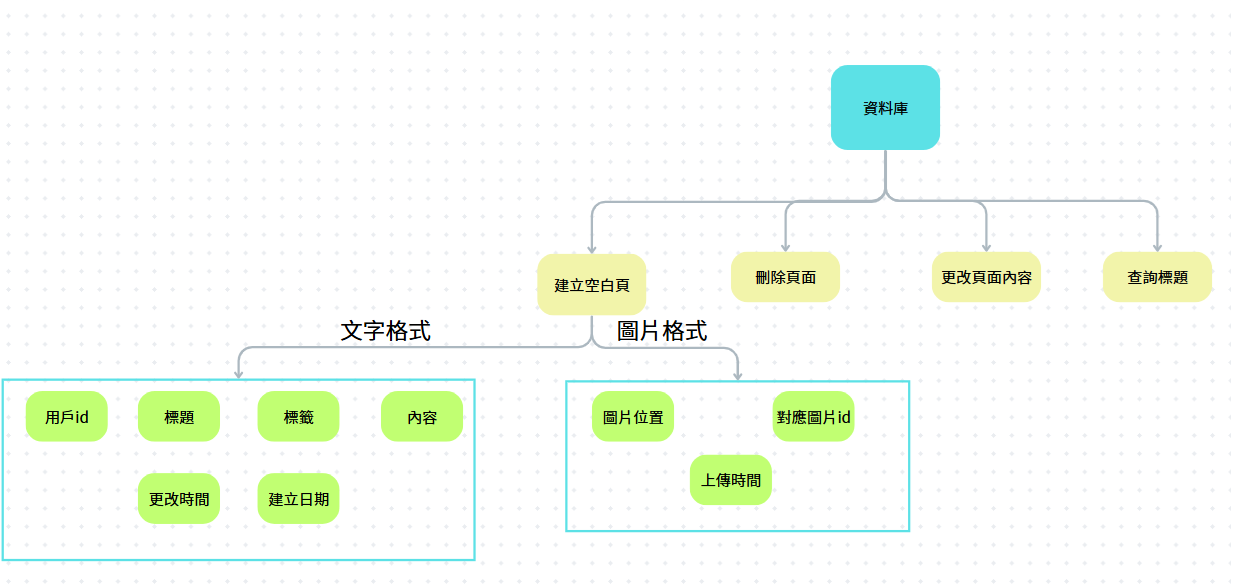 資料庫
建立空白頁
刪除頁面
更改頁面內容
查詢標題
文字格式
圖片格式
用戶id
標題
標籤
內容
更改時間
建立日期
圖片位置
對應圖片id
上傳時間